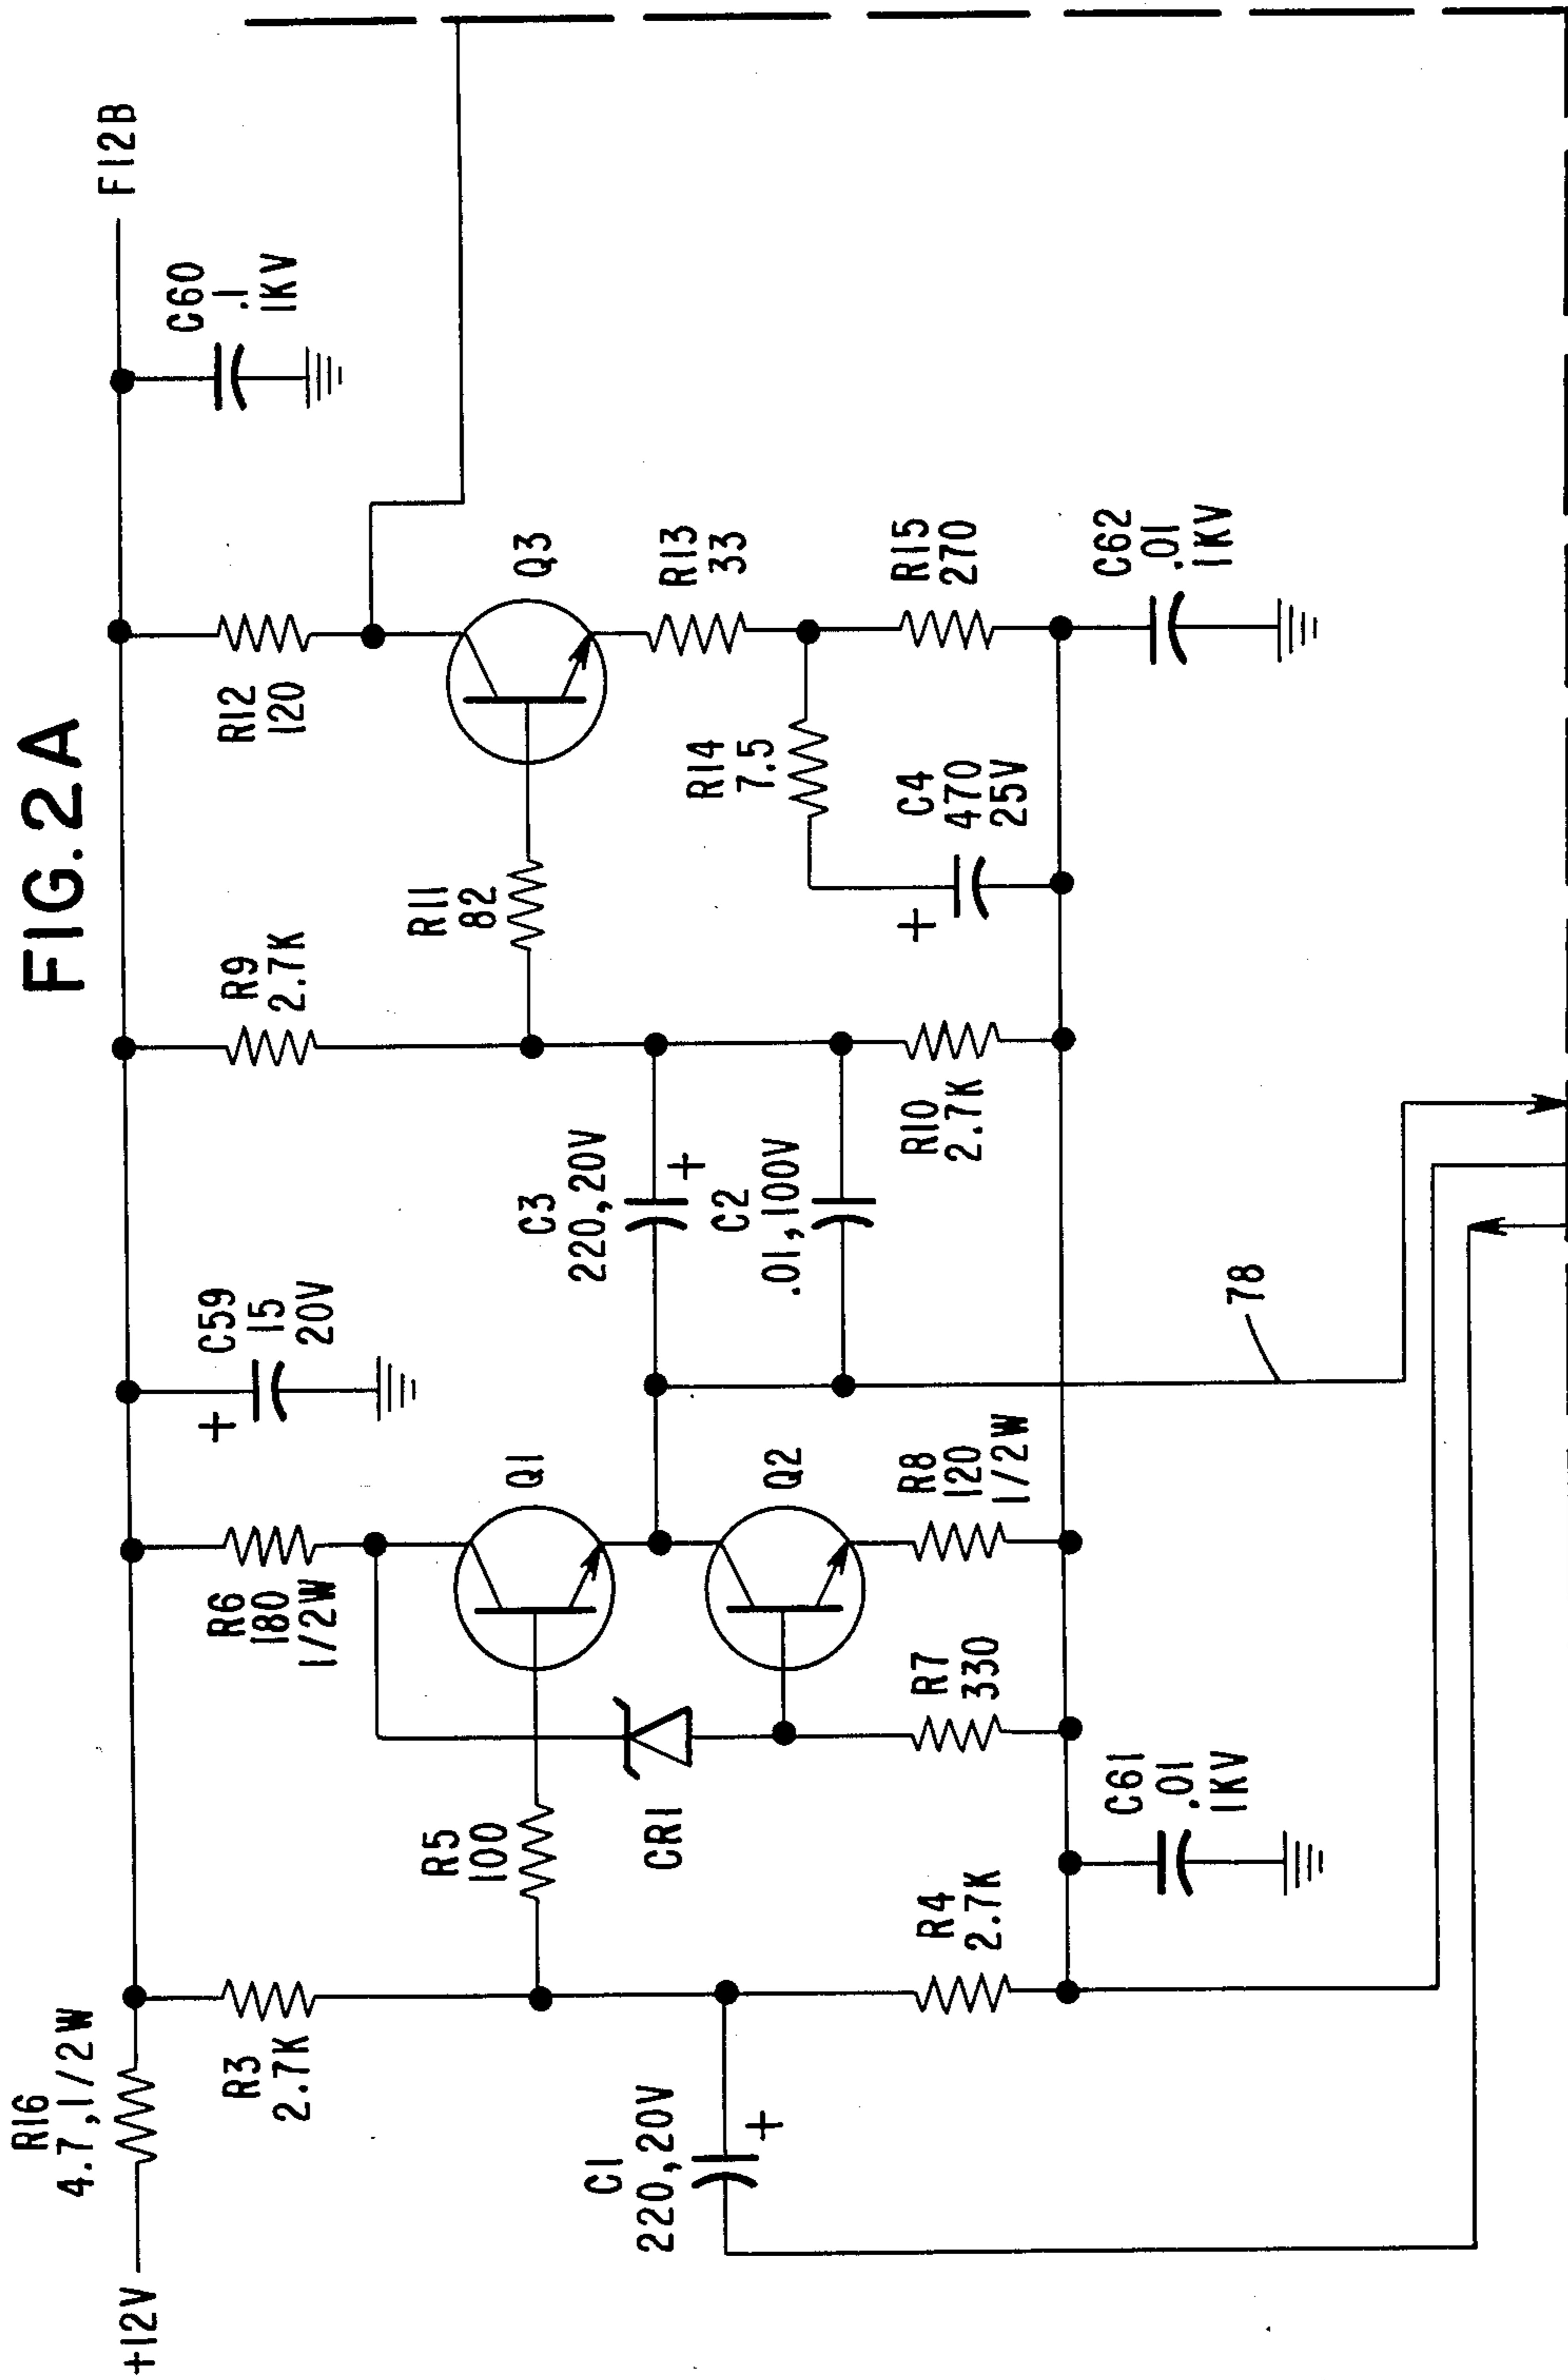 FIG. 2A
R16
4.7, 1/2W
+12V
F12B
R3
2.7K
R6
180
1/2W
C59
15
20V
+
R9
2.7K
R12
120
C60
.1
1KV
R5
100
Q1
R11
82
Q3
C1
220, 20V
+
CR1
C3
220, 20V
+
R13
33
Q2
C2
.01, 100V
R14
7.5
R4
2.7K
R7
330
R8
120
1/2W
R10
2.7K
C4
470
25V
+
R15
270
C61
.01
1KV
C62
.01
1KV
78